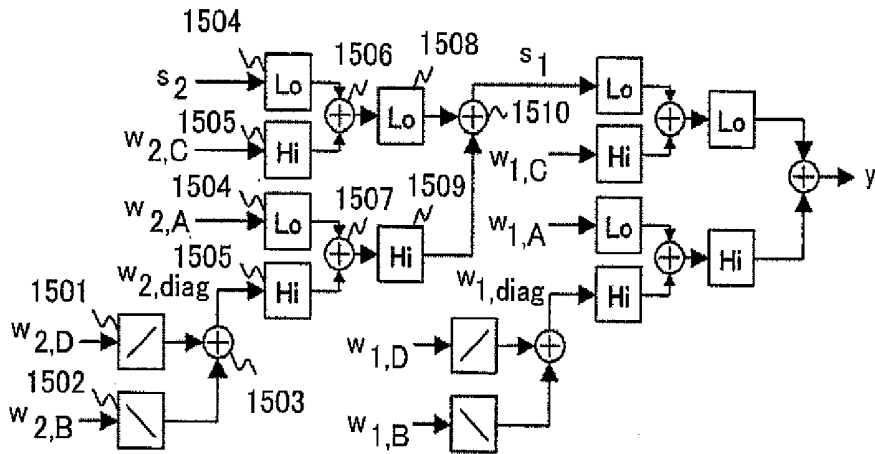 1504
s2
Lo
1506
1508
Lo
1510
s1
Lo
Lo
w2,C
1505
Hi
w1,C
Hi
y
1504
w2,A
Lo
1507
1509
Hi
w1,A
Lo
Hi
1505
w2,diag
Hi
w1,diag
Hi
1501
w2,D
1503
w1,D
1502
w2,B
w1,B